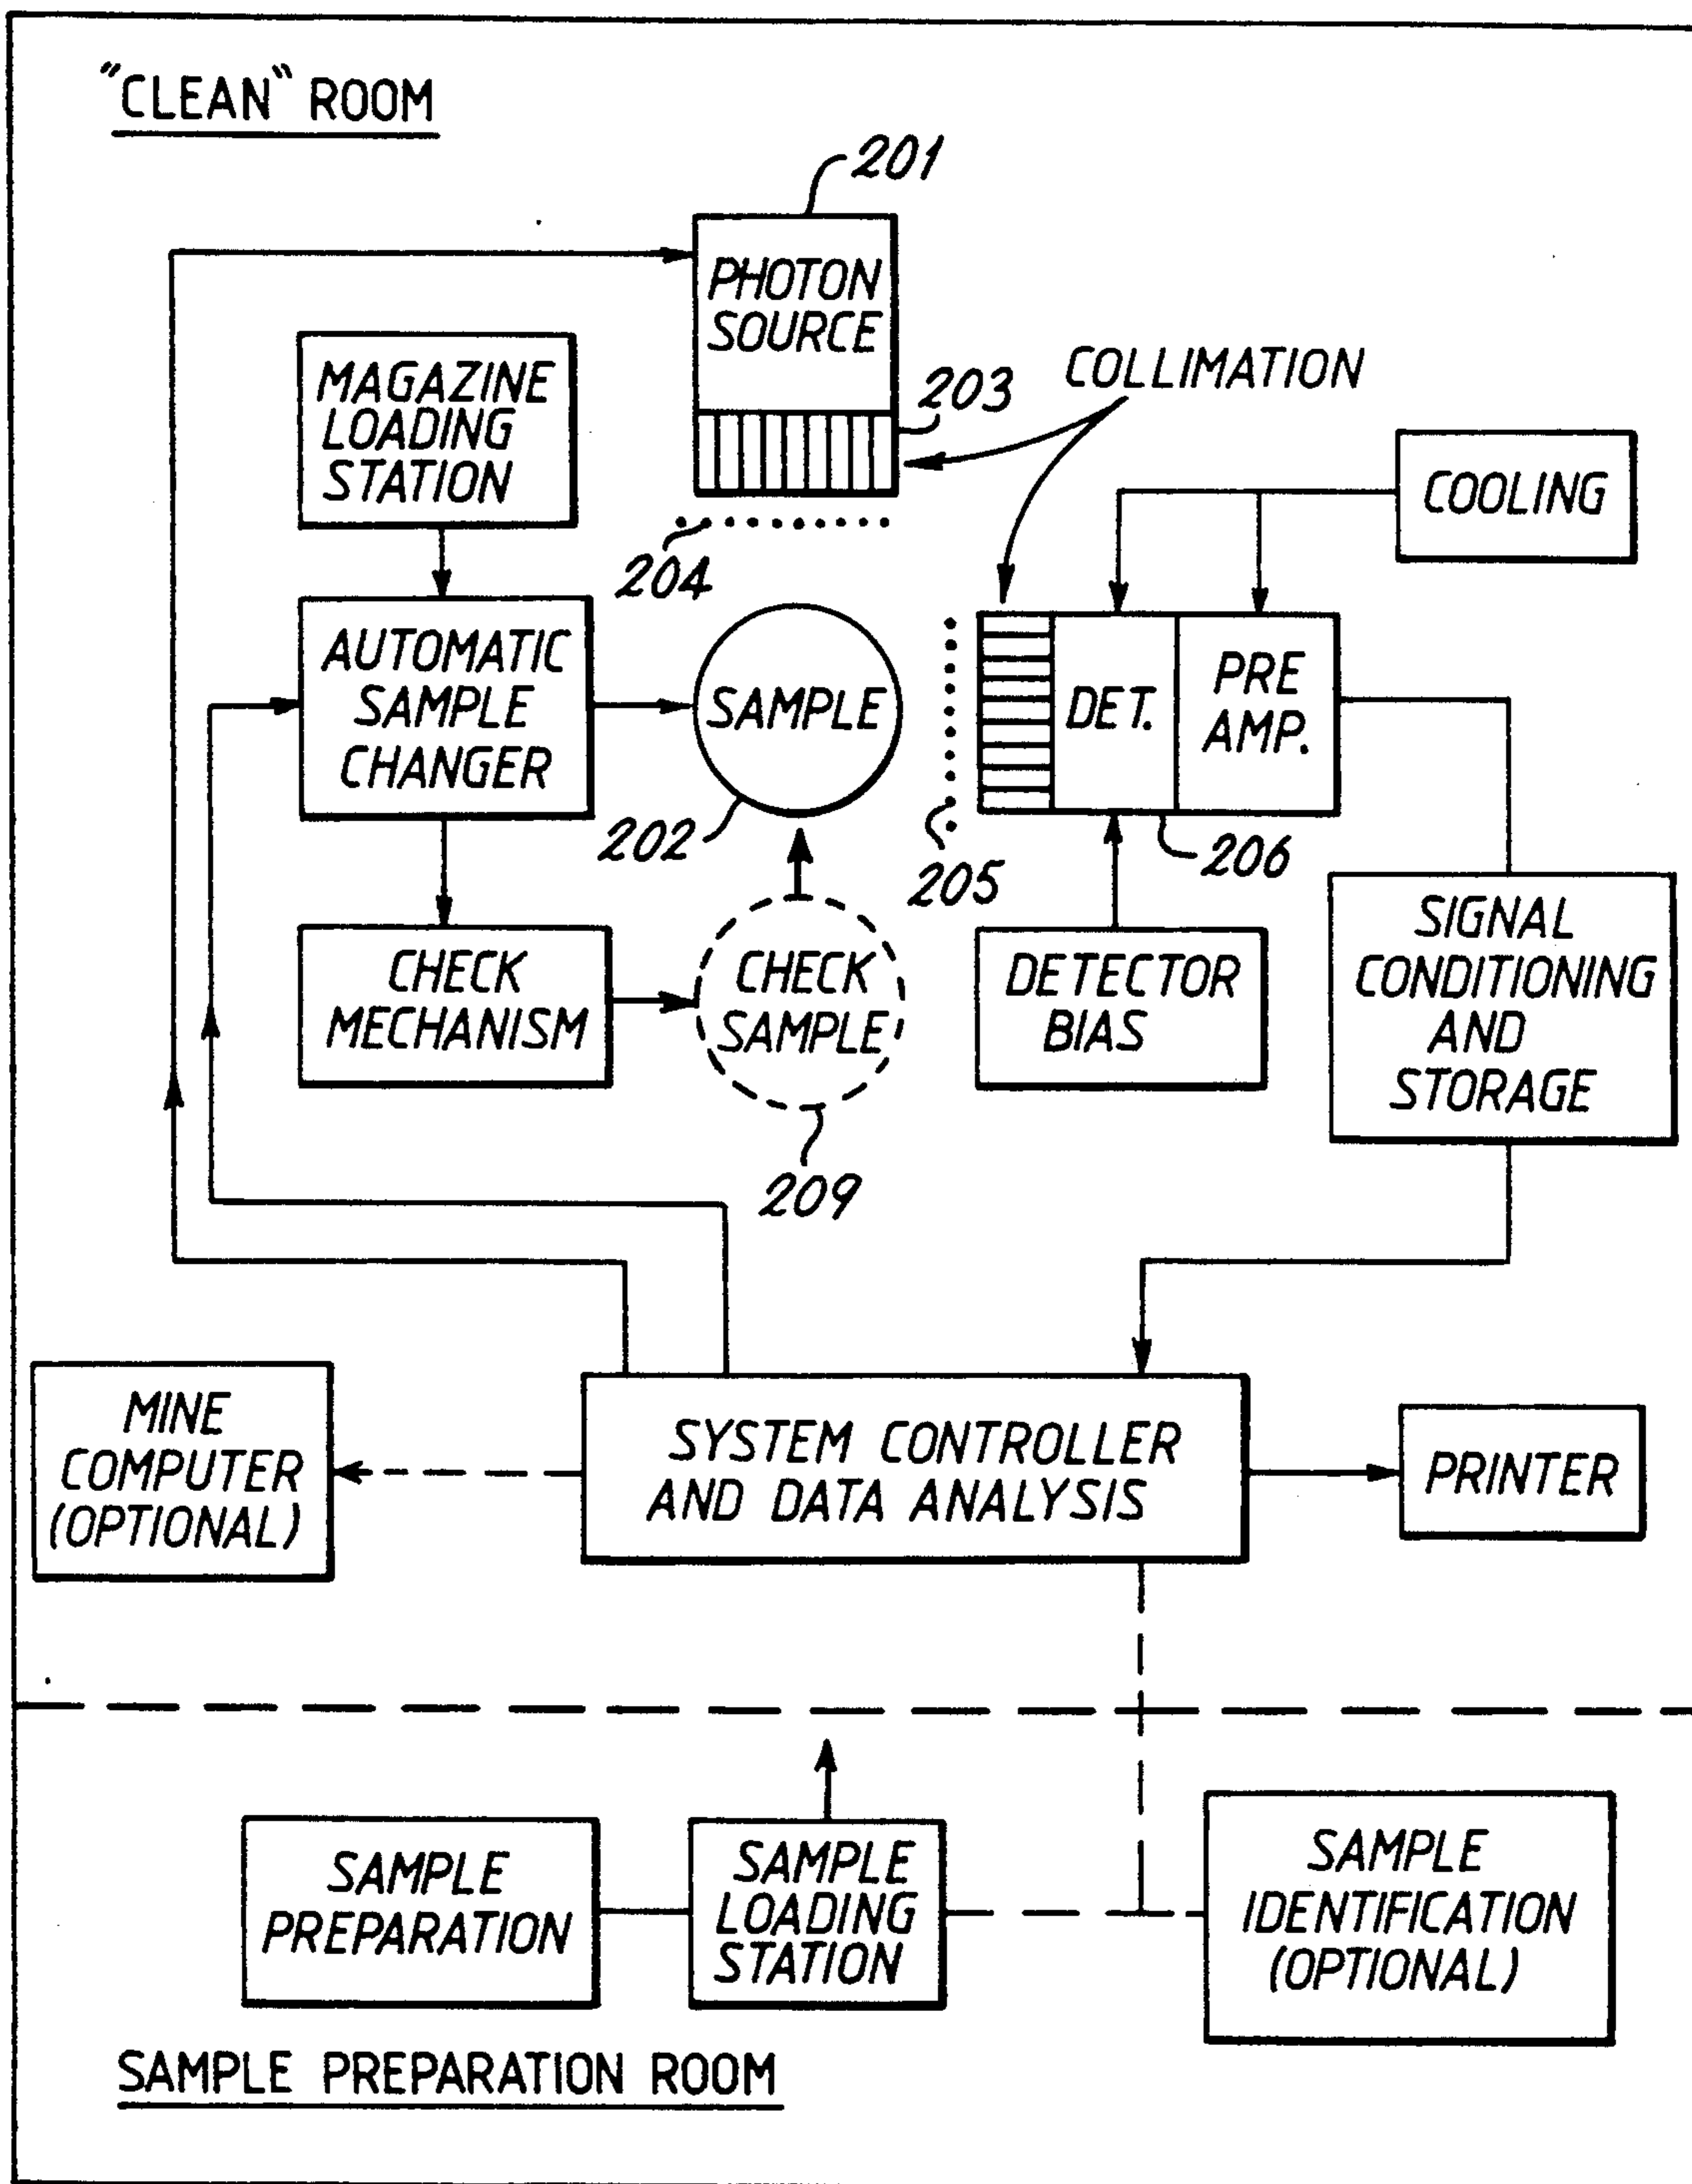 "CLEAN" ROOM
201
PHOTON
SOURCE
COLLIMATION
203
MAGAZINE
LOADING
STATION
COOLING
204
AUTOMATIC
SAMPLE
CHANGER
SAMPLE
DET.
PRE
AMP.
202
205
206
CHECK
MECHANISM
CHECK
SAMPLE
DETECTOR
BIAS
SIGNAL
CONDITIONING
AND
STORAGE
209
MINE
COMPUTER
(OPTIONAL)
SYSTEM CONTROLLER
AND DATA ANALYSIS
PRINTER
SAMPLE
PREPARATION
SAMPLE
LOADING
STATION
SAMPLE
IDENTIFICATION
(OPTIONAL)
SAMPLE PREPARATION ROOM